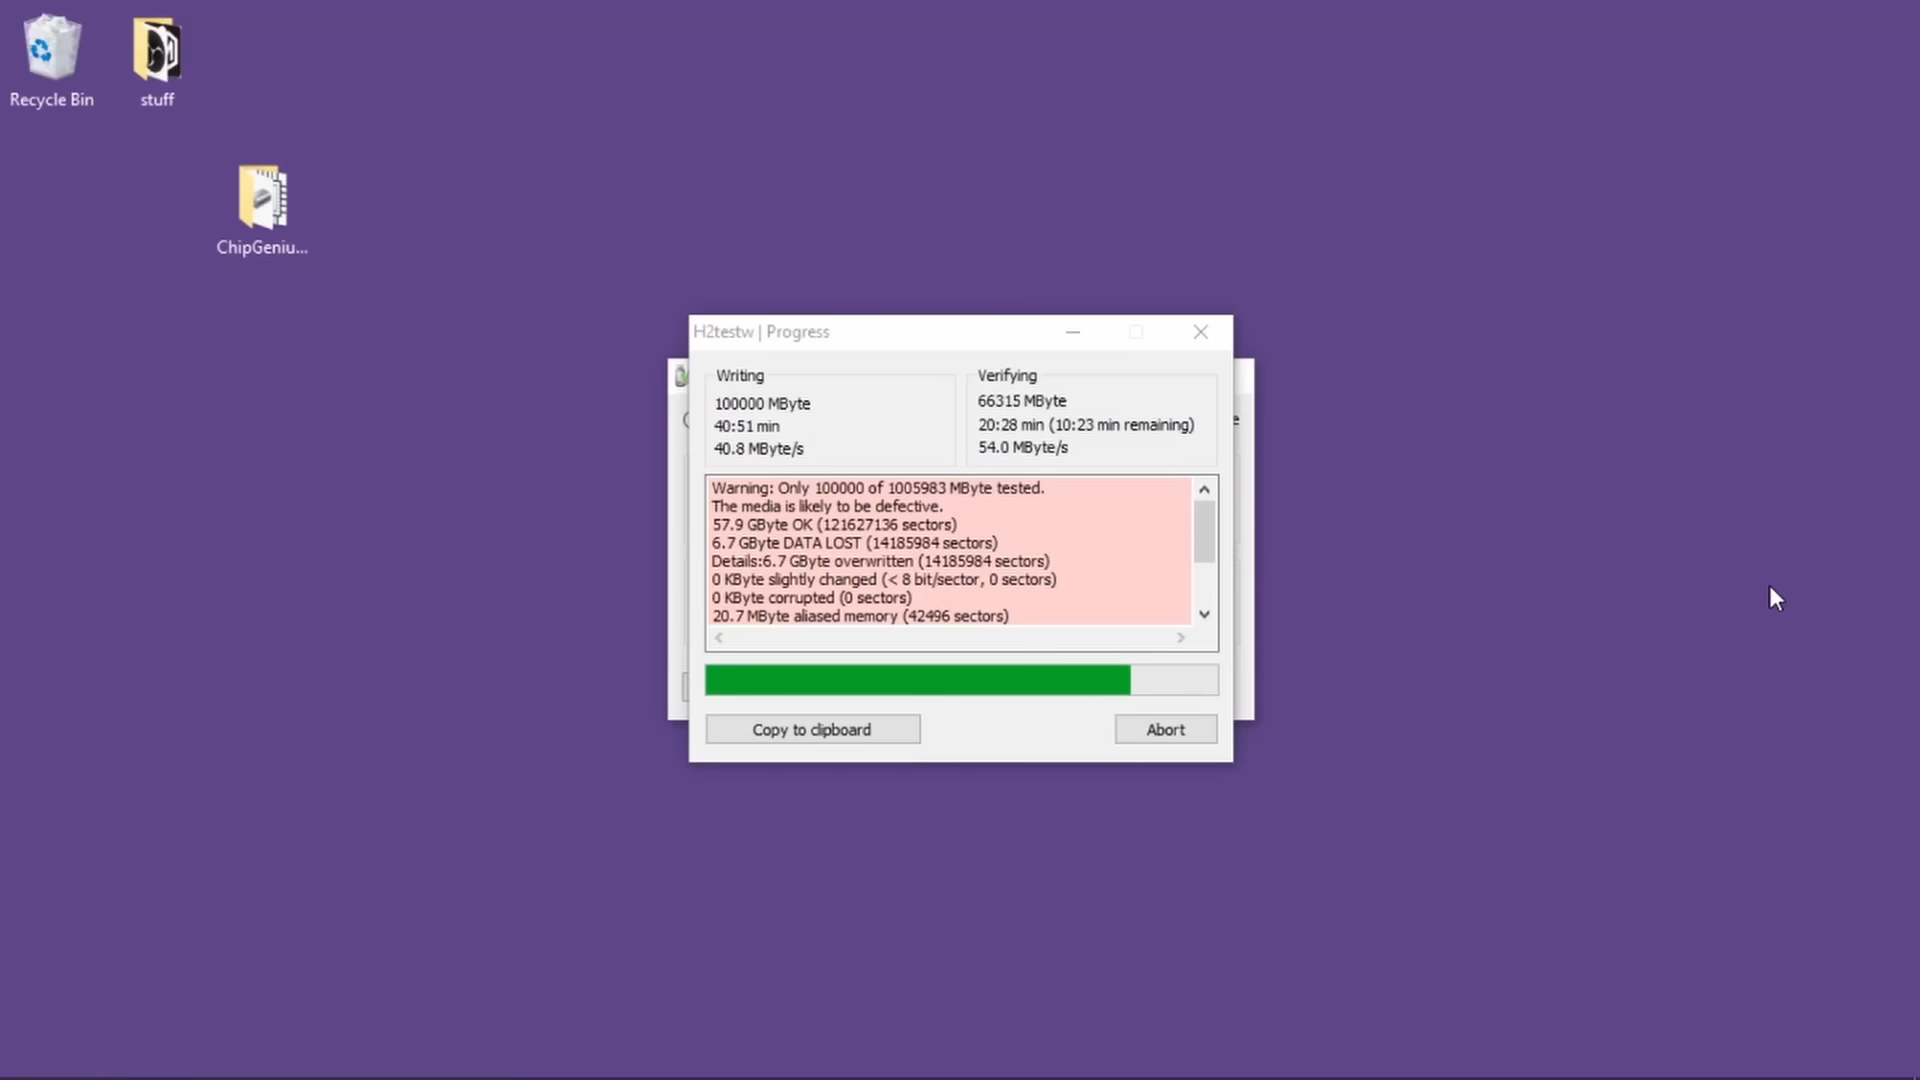 Recycle Bin
stuff
ChipGeniu...
H2testw | Progress
Writing
100000 MByte
40:51 min
40.8 MByte/s
Verifying
66315 MByte
20:28 min (10:23 min remaining)
54.0 MByte/s
Warning: Only 100000 of 1005983 MByte tested.
The media is likely to be defective.
57.9 GByte OK (121627136 sectors)
6.7 GByte DATA LOST (14185984 sectors)
Details:6.7 GByte overwritten (14185984 sectors)
0 KByte slightly changed (< 8 bit/sector, 0 sectors)
0 KByte corrupted (0 sectors)
20.7 MByte aliased memory (42496 sectors)
Copy to clipboard
Abort